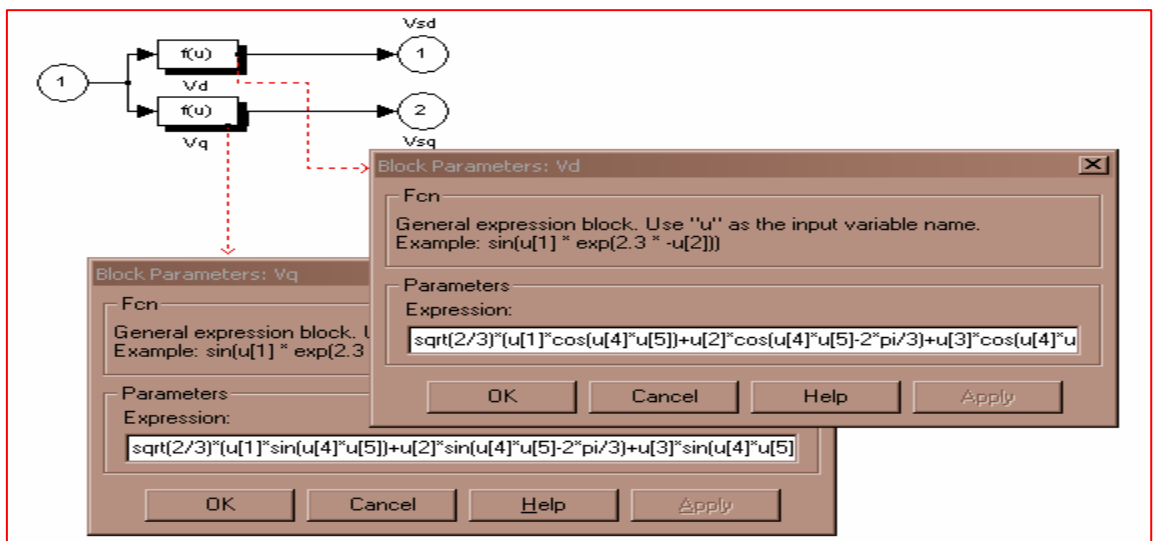 Vsd
f(u)
1
1
Vd
f(u)
2
Vq
Vsq
Block Parameters: Vd
Fcn
General expression block. Use "u" as the input variable name.
Example: sin(u[1] * exp(2.3 * -u[2]))
Parameters
Expression:
sqrt(2/3)*(u[1]*cos(u[4]*u[5])+u[2]*cos(u[4]*u[5]-2*pi/3)+u[3]*cos(u[4]*u
OK Cancel Help Apply
Block Parameters: Vq
Fcn
General expression block. U
Example: sin(u[1] * exp(2.3
Parameters
Expression:
sqrt(2/3)*(u[1]*sin(u[4]*u[5])+u[2]*sin(u[4]*u[5]-2*pi/3)+u[3]*sin(u[4]*u[5]
OK Cancel Help Apply